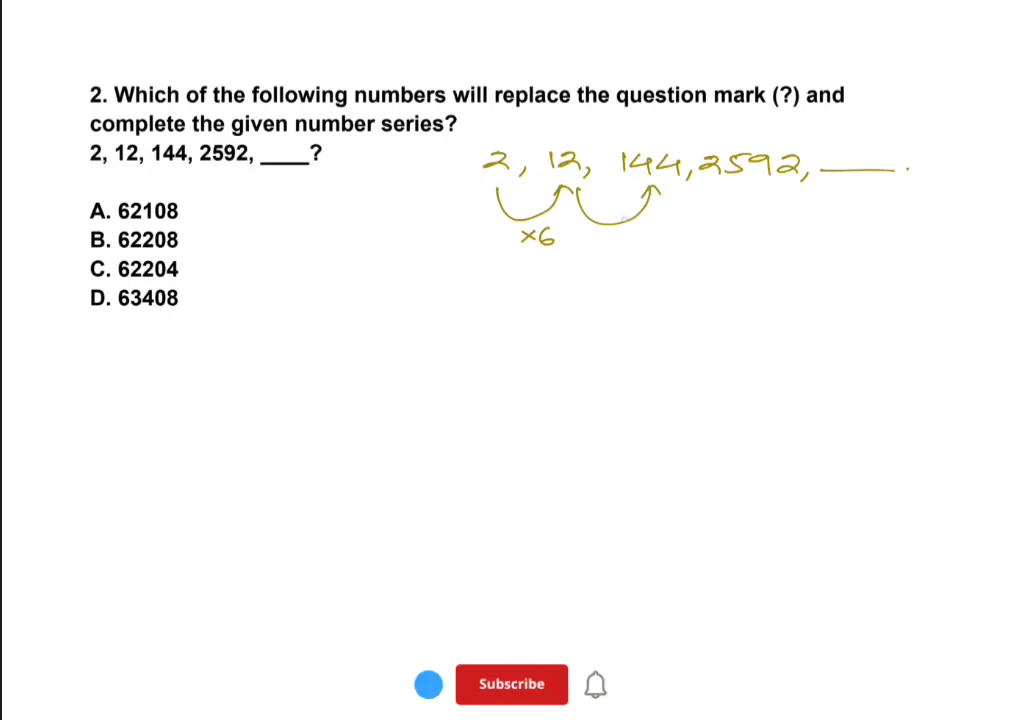 2. Which of the following numbers will replace the question mark (?) and
complete the given number series?
2, 12, 144, 2592, ____?
2, 12, 144, 2592, ____.
×6
A. 62108
B. 62208
C. 62204
D. 63408
Subscribe